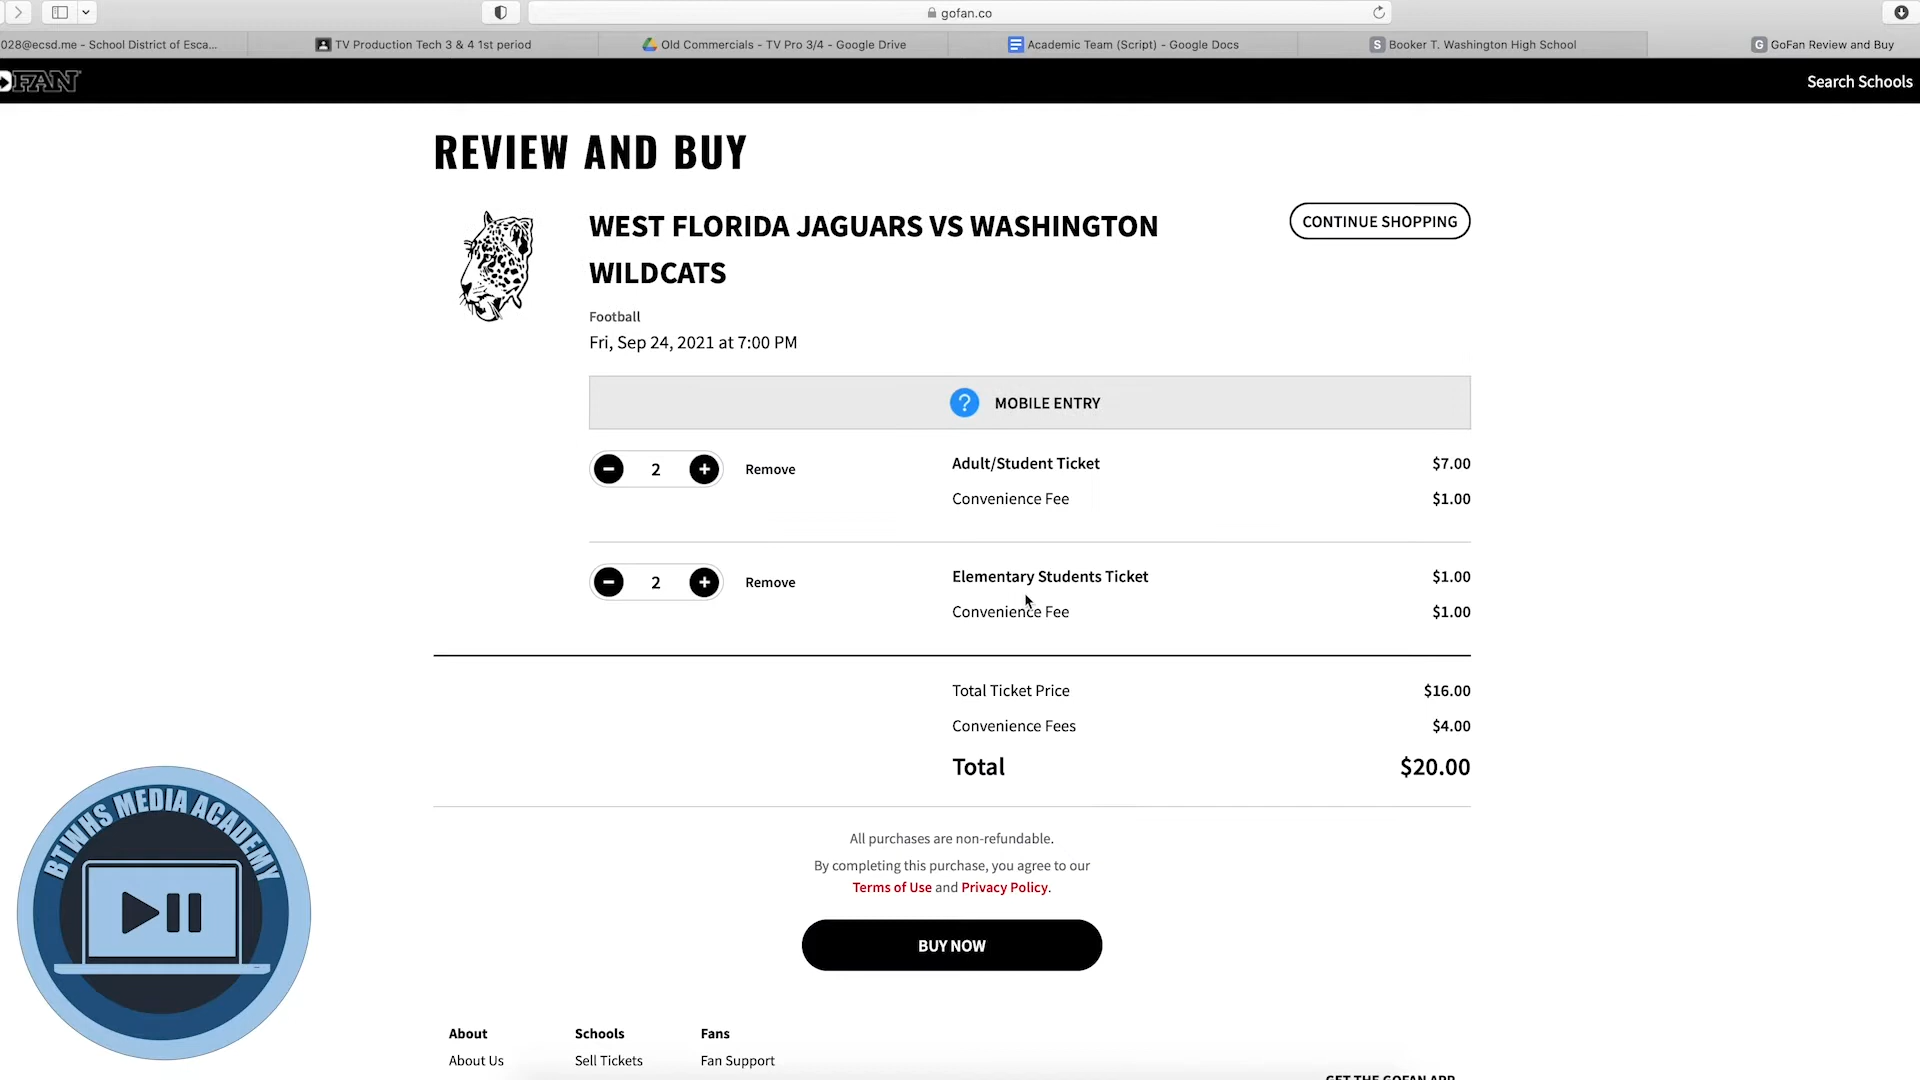 gofan.co
028@ecsd.me - School District of Esca...
TV Production Tech 3 & 4 1st period
Old Commercials - TV Pro 3/4 - Google Drive
Academic Team (Script) - Google Docs
S Booker T. Washington High School
G GoFan Review and Buy
FAN
Search Schools
REVIEW AND BUY
WEST FLORIDA JAGUARS VS WASHINGTON
WILDCATS
CONTINUE SHOPPING
Football
Fri, Sep 24, 2021 at 7:00 PM
? MOBILE ENTRY
− 2 + Remove Adult/Student Ticket $7.00
Convenience Fee $1.00
− 2 + Remove Elementary Students Ticket $1.00
Convenience Fee $1.00
Total Ticket Price $16.00
Convenience Fees $4.00
Total $20.00
BTWHS MEDIA ACADEMY
All purchases are non-refundable.
By completing this purchase, you agree to our
Terms of Use and Privacy Policy.
BUY NOW
About Schools Fans
About Us Sell Tickets Fan Support
GET THE GOFAN APP